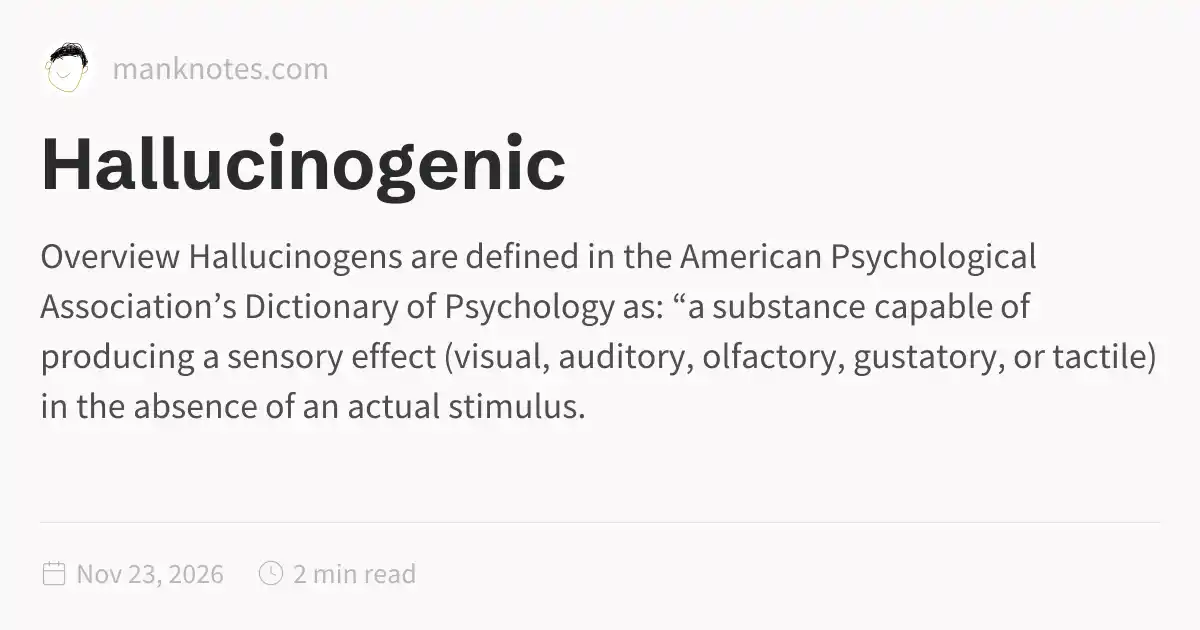 manknotes.com
Hallucinogenic
Overview Hallucinogens are defined in the American Psychological
Association’s Dictionary of Psychology as: “a substance capable of
producing a sensory effect (visual, auditory, olfactory, gustatory, or tactile)
in the absence of an actual stimulus.
Nov 23, 2026 2 min read